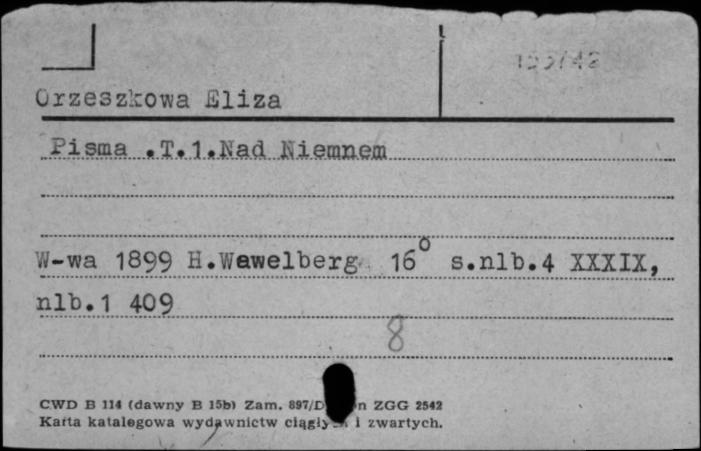 Orzeszkowa Eliza
Pisma .T.1.Nad Niemnem
W-wa 1899 H.Wawelberg 16° s.nlb.4 XXXIX,
nlb.1 409
8
CWD B 114 (dawny B 15b) Zam. 897/D n ZGG 2542
Karta katalogowa wydawnictw ciągły i zwartych.